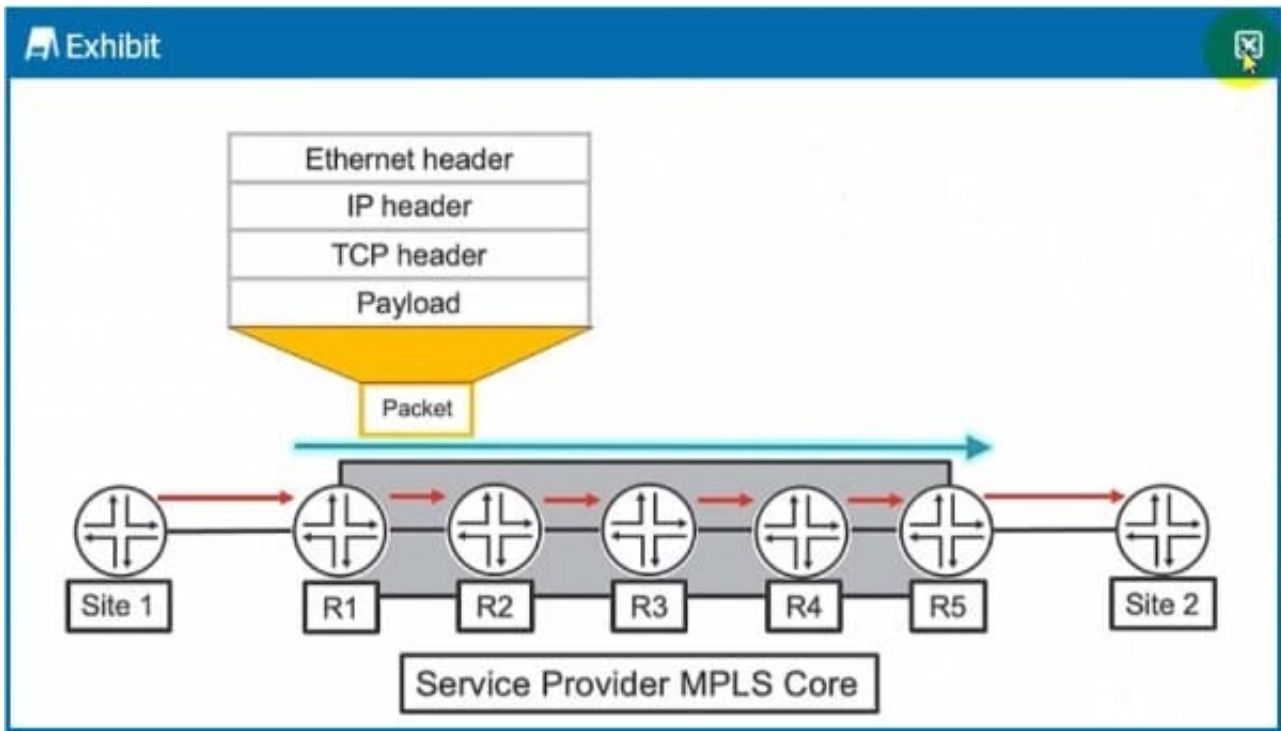 Exhibit
Ethernet header
IP header
TCP header
Payload
Packet
Site 1
R1
R2
R3
R4
R5
Site 2
Service Provider MPLS Core